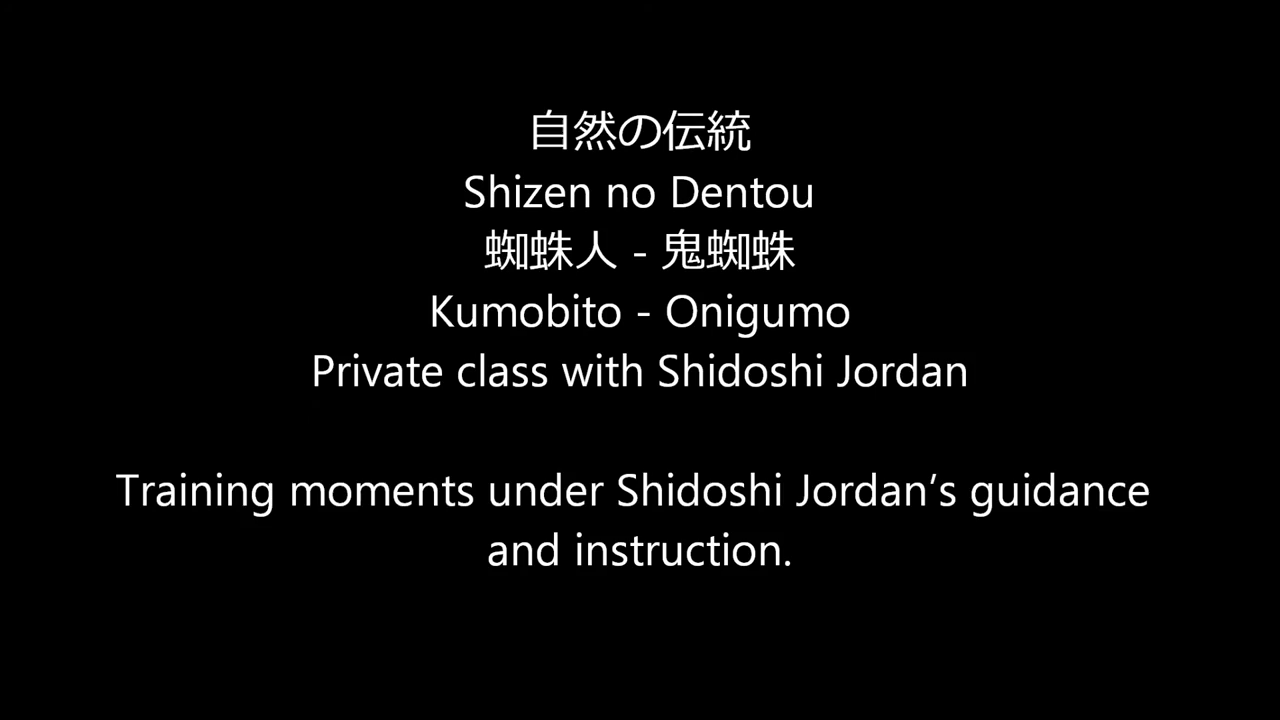 自然の伝統
Shizen no Dentou
蜘蛛人 - 鬼蜘蛛
Kumobito - Onigumo
Private class with Shidoshi Jordan
Training moments under Shidoshi Jordan’s guidance
and instruction.